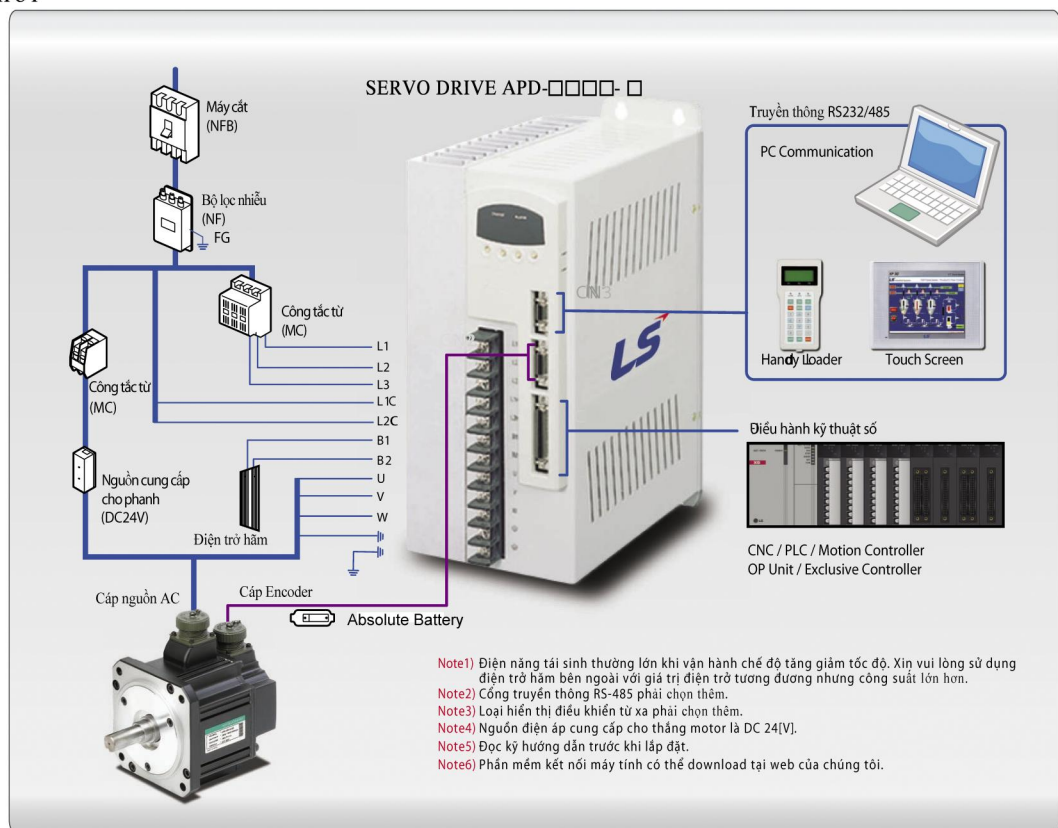 SERVO DRIVE APD-□□□□-□
Máy cắt
(NFB)
Bộ lọc nhiễu
(NF)
FG
Công tắc từ
(MC)
Công tắc từ
(MC)
Nguồn cung cấp
cho phanh
(DC24V)
Điện trở hãm
L1
L2
L3
L1C
L2C
B1
B2
U
V
W
Cáp nguồn AC
Cáp Encoder
Absolute Battery
CN3
LS
Truyền thông RS232/485
PC Communication
Handy Loader
Touch Screen
Điều hành kỹ thuật số
CNC / PLC / Motion Controller
OP Unit / Exclusive Controller
Note1) Điện năng tái sinh thường lớn khi vận hành chế độ tăng giảm tốc độ. Xin vui lòng sử dụng
điện trở hãm bên ngoài với giá trị điện trở tương đương nhưng công suất lớn hơn.
Note2) Cổng truyền thông RS-485 phải chọn thêm.
Note3) Loại hiển thị điều khiển từ xa phải chọn thêm.
Note4) Nguồn điện áp cung cấp cho thắng motor là DC 24[V].
Note5) Đọc kỹ hướng dẫn trước khi lắp đặt.
Note6) Phần mềm kết nối máy tính có thể download tại web của chúng tôi.